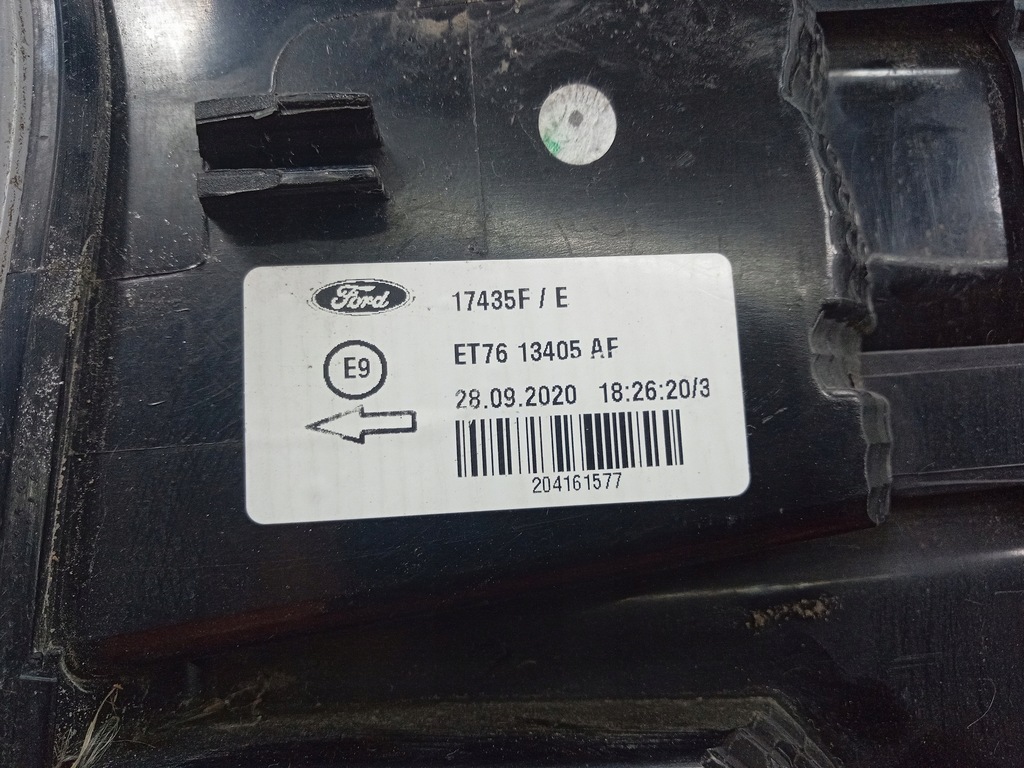 Ford
17435F / E
E9
ET76 13405 AF
28.09.2020 18:26:20/3
204161577